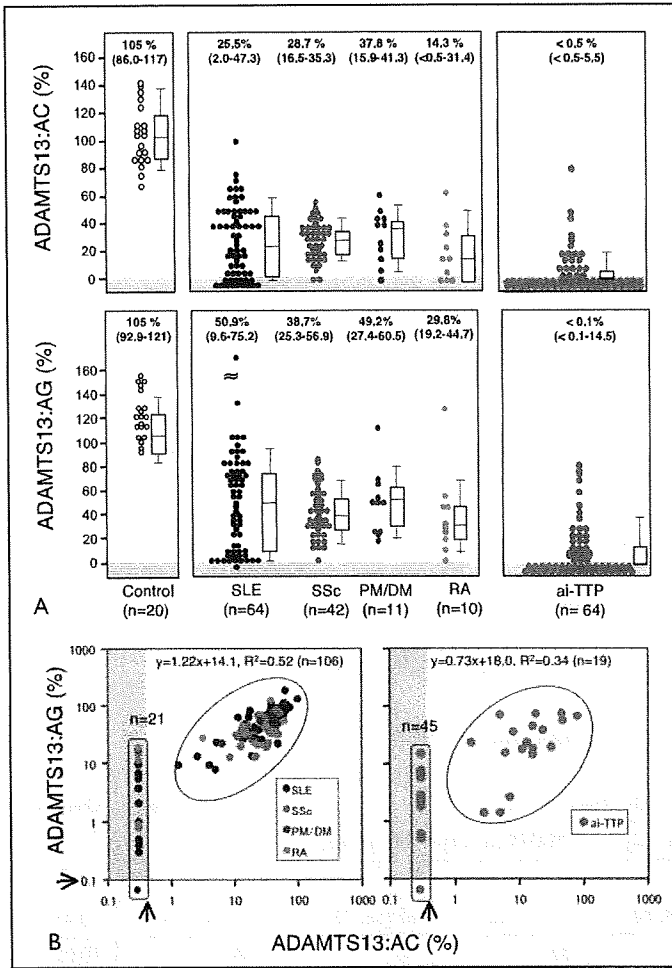 105 % 25.5% 28.7 % 37.8 % 14.3% < 0.5 %
(86.0-117) (2.0-47.3) (16.5-35.3) (15.9-41.3) (<0.5-31.4) (< 0.5-5.5)
ADAMTS13:AC (%)
160
140
120
100
80
60
40
20
0
105 % 50.9% 38.7% 49.2% 29.8% < 0.1%
(92.9-121) (9.6-75.2) (25.3-56.9) (27.4-60.5) (19.2-44.7) (< 0.1-14.5)
ADAMTS13:AG (%)
160
140
120
100
80
60
40
20
0
Control SLE SSc PM/DM RA ai-TTP
(n=20) (n=64) (n=42) (n=11) (n=10) (n= 64)
A
ADAMTS13:AG (%)
1000
100
10
1
0.1
y=1.22x+14.1, R²=0.52 (n=106)
n=21
SLE
SSc
PM/DM
RA
0.1 1 10 100 1000
y=0.73x+18.0, R²=0.34 (n=19)
n=45
ai-TTP
0.1 1 10 100 1000
B
ADAMTS13:AC (%)